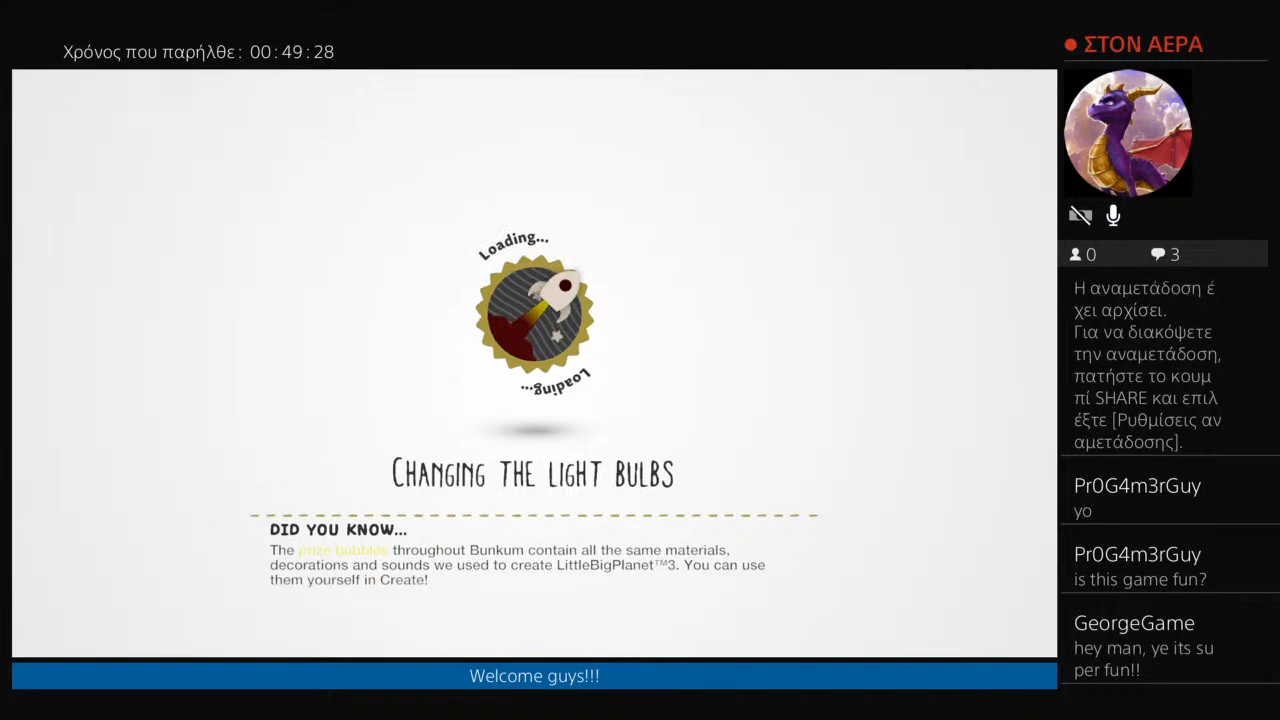 Χρόνος που παρήλθε: 00:49:28
ΣΤΟΝ ΑΕΡΑ
Loading...
Loading...
CHANGING THE LIGHT BULBS
DID YOU KNOW...
The prize bubbles throughout Bunkum contain all the same materials,
decorations and sounds we used to create LittleBigPlanet™3. You can use
them yourself in Create!
Welcome guys!!!
0
3
Η αναμετάδοση έ
χει αρχίσει.
Για να διακόψετε
την αναμετάδοση,
πατήστε το κουμ
πί SHARE και επιλ
έξτε [Ρυθμίσεις αν
αμετάδοσης].
Pr0G4m3rGuy
yo
Pr0G4m3rGuy
is this game fun?
GeorgeGame
hey man, ye its su
per fun!!